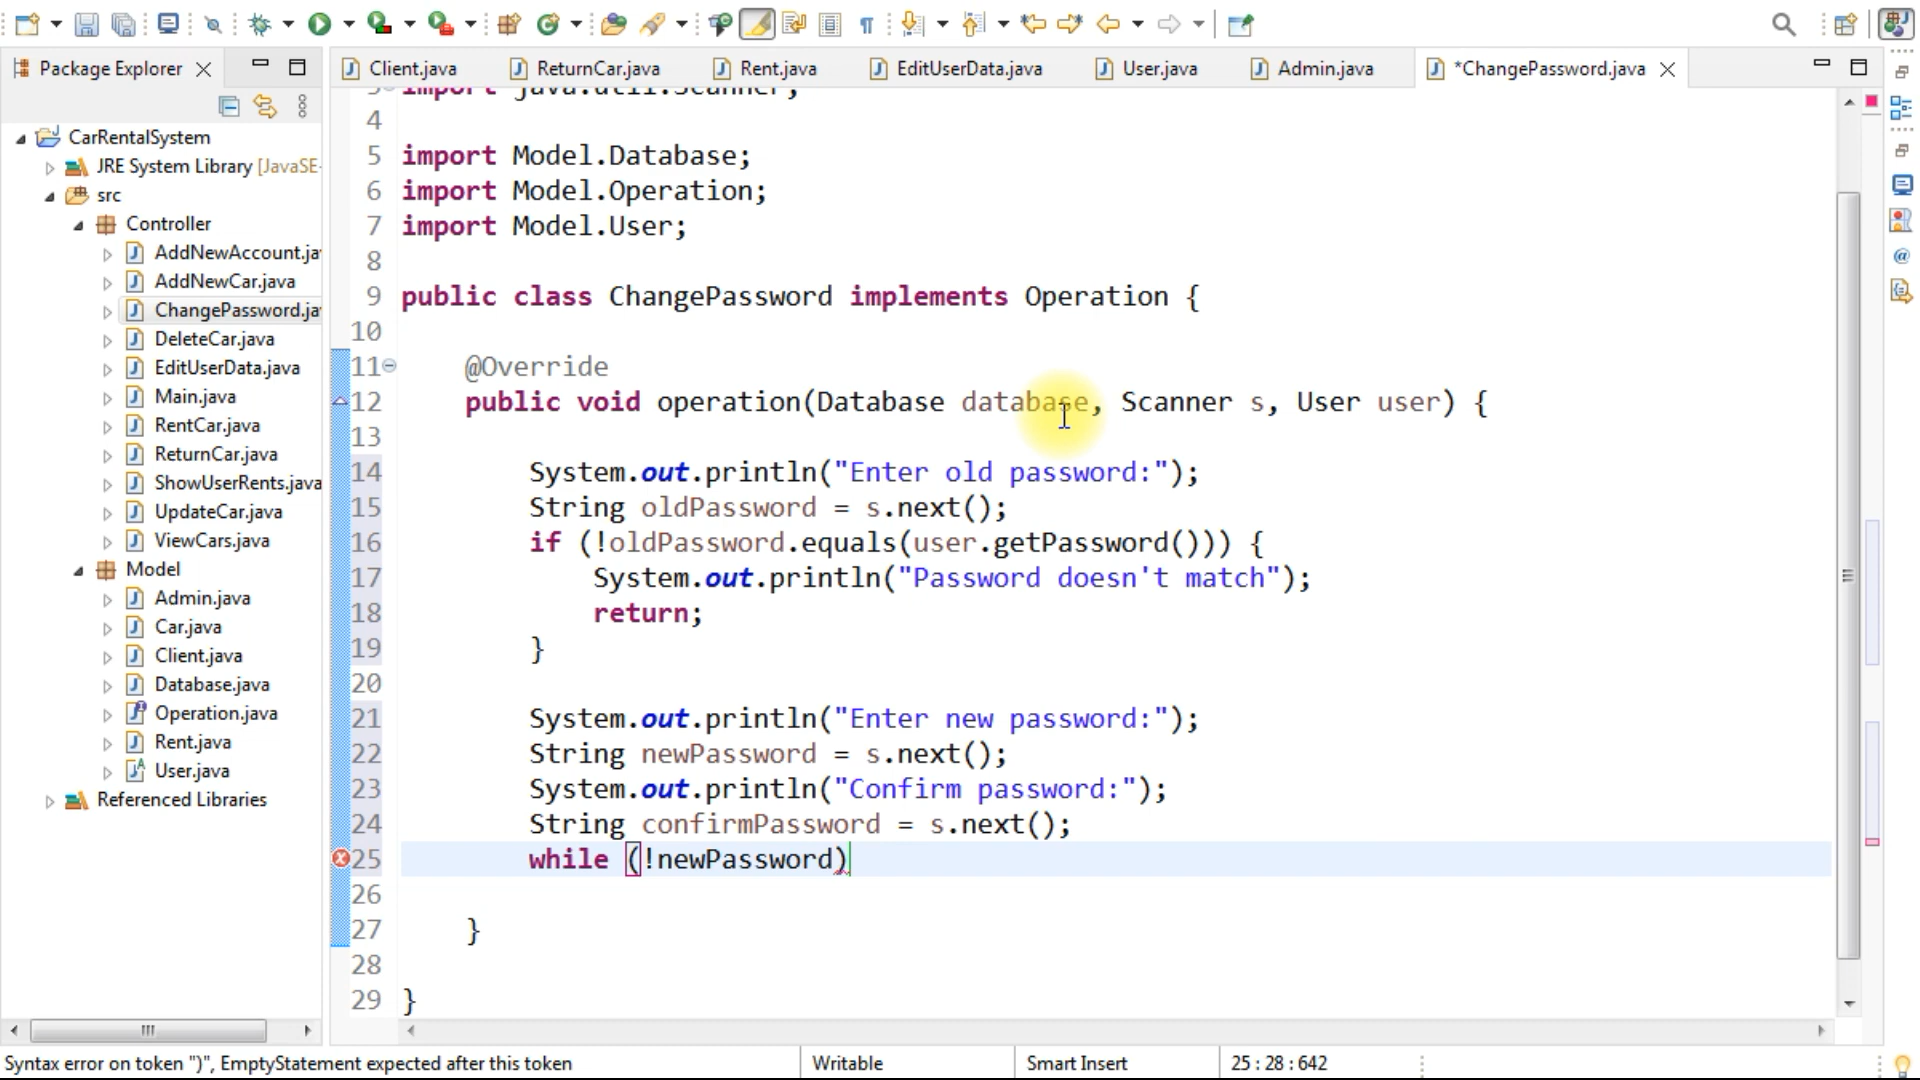 Package Explorer
Client.java
ReturnCar.java
Rent.java
EditUserData.java
User.java
Admin.java
*ChangePassword.java
CarRentalSystem
JRE System Library [JavaSE-
src
Controller
AddNewAccount.ja
AddNewCar.java
ChangePassword.ja
DeleteCar.java
EditUserData.java
Main.java
RentCar.java
ReturnCar.java
ShowUserRents.java
UpdateCar.java
ViewCars.java
Model
Admin.java
Car.java
Client.java
Database.java
Operation.java
Rent.java
User.java
Referenced Libraries
3 import java.util.Scanner;
4
5 import Model.Database;
6 import Model.Operation;
7 import Model.User;
8
9 public class ChangePassword implements Operation {
10
11 @Override
12 public void operation(Database database, Scanner s, User user) {
13
14 System.out.println("Enter old password:");
15 String oldPassword = s.next();
16 if (!oldPassword.equals(user.getPassword())) {
17 System.out.println("Password doesn't match");
18 return;
19 }
20
21 System.out.println("Enter new password:");
22 String newPassword = s.next();
23 System.out.println("Confirm password:");
24 String confirmPassword = s.next();
25 while (!newPassword)
26
27 }
28
29 }
Syntax error on token ")", EmptyStatement expected after this token
Writable
Smart Insert
25 : 28 : 642